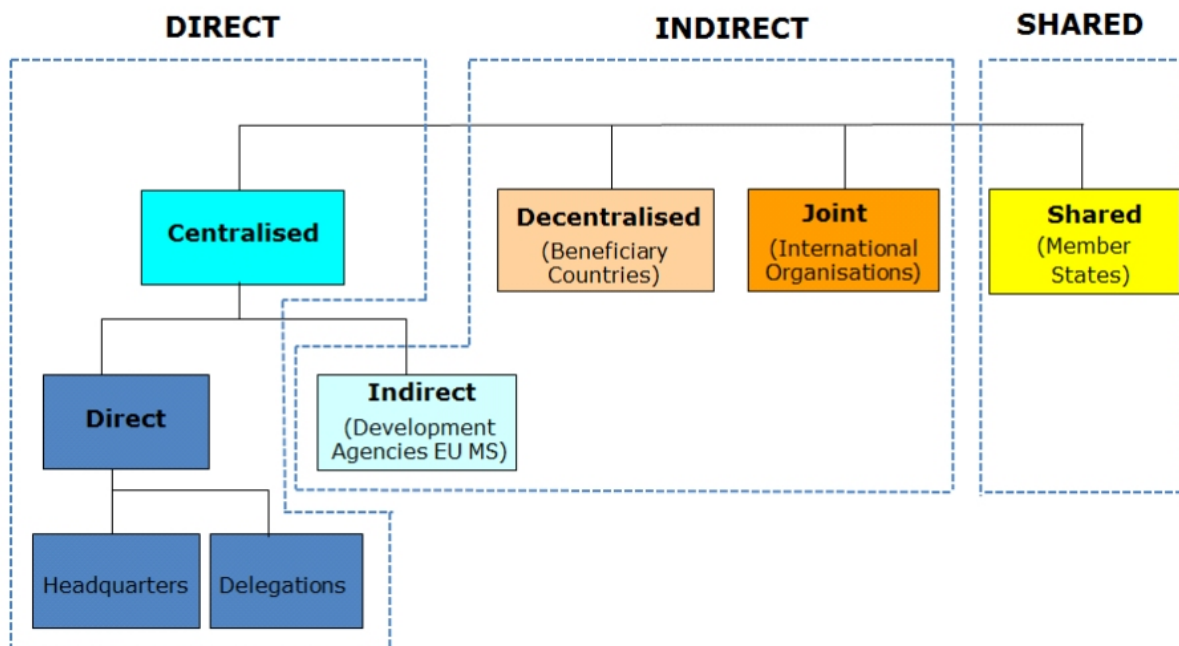 DIRECT
INDIRECT
SHARED
Centralised
Decentralised
(Beneficiary
Countries)
Joint
(International
Organisations)
Shared
(Member
States)
Direct
Indirect
(Development
Agencies EU MS)
Headquarters
Delegations